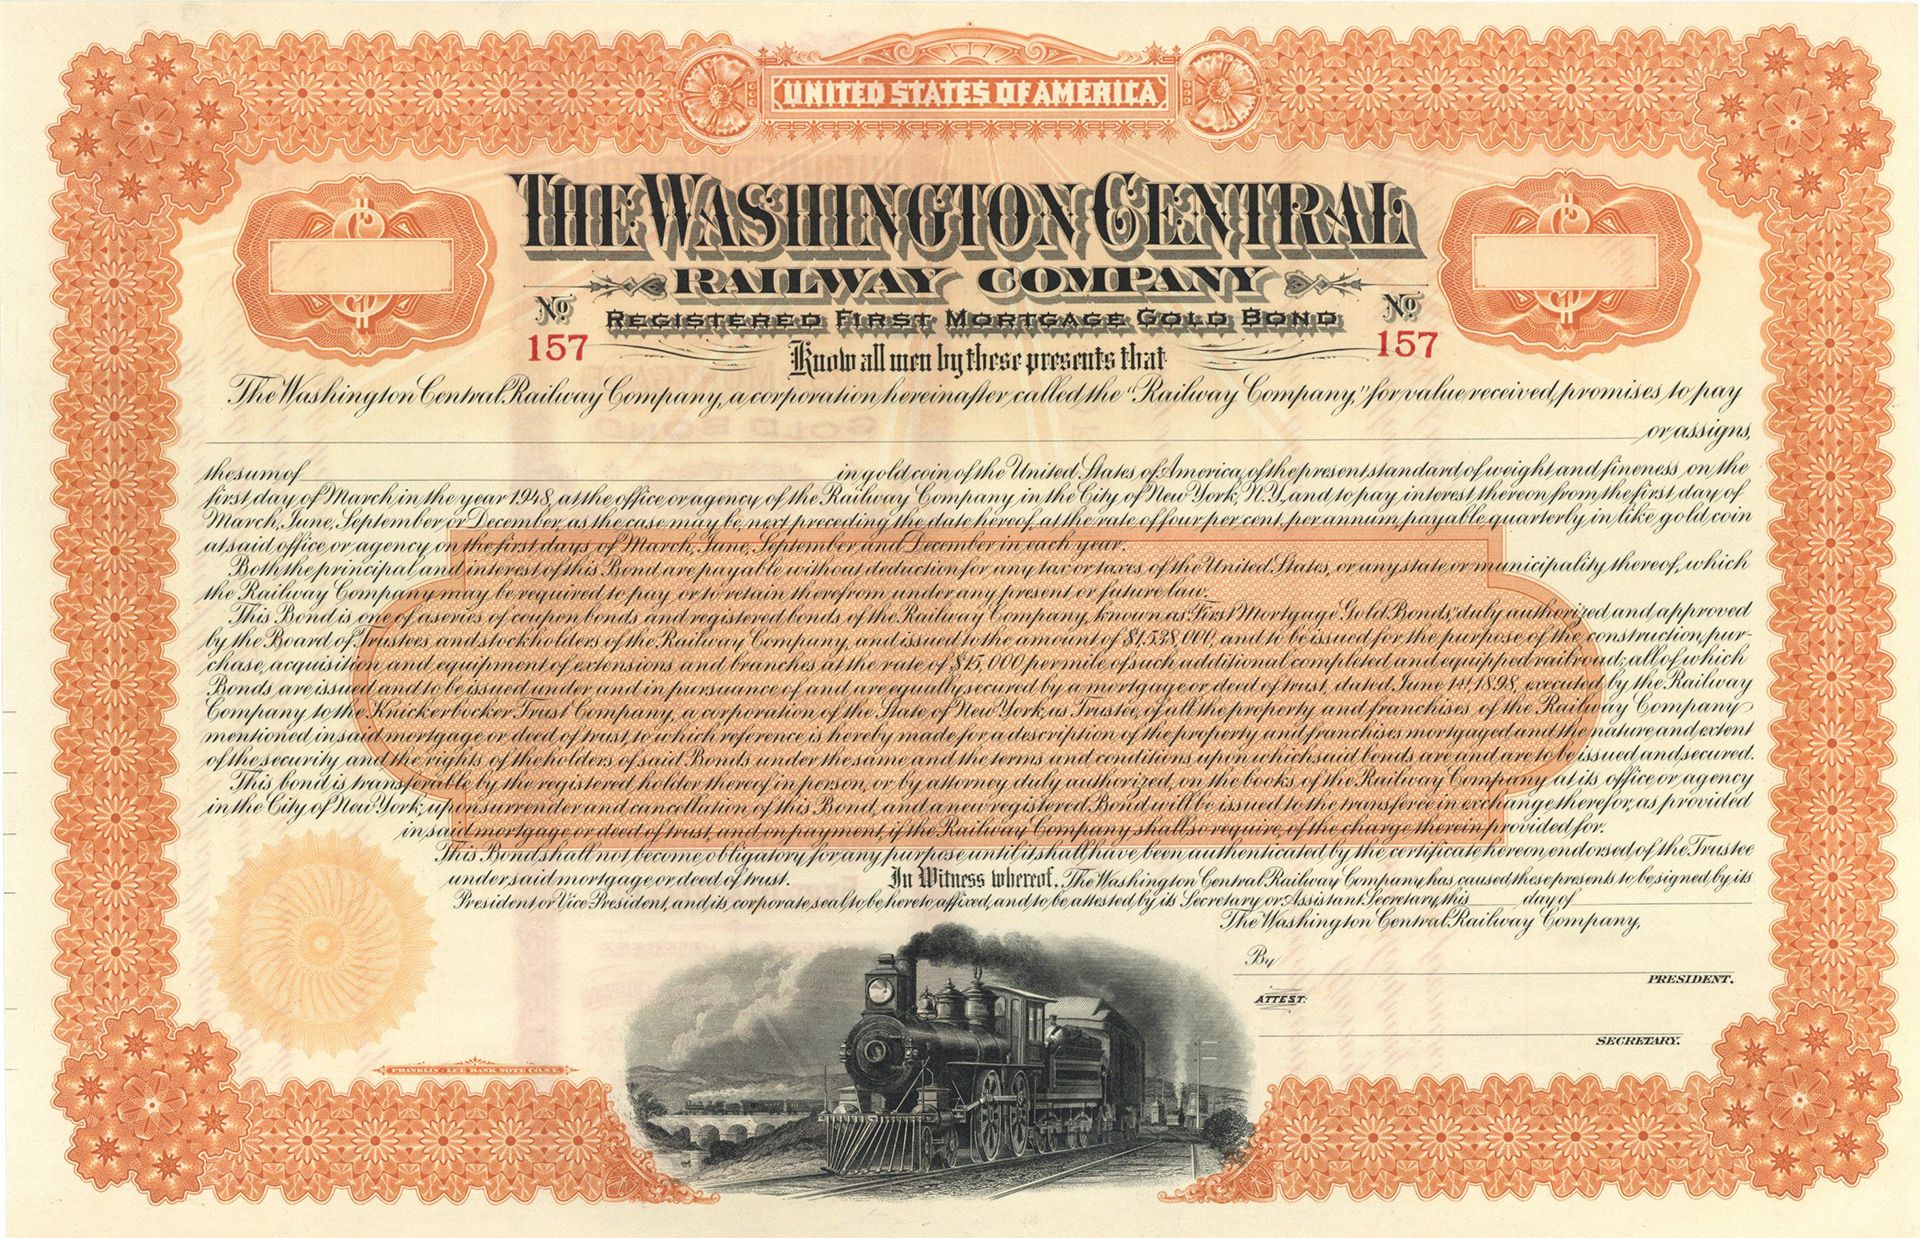 UNITED STATES OF AMERICA
THE WASHINGTON CENTRAL
RAILWAY COMPANY
No. No.
REGISTERED FIRST MORTGAGE GOLD BOND
157 157
Know all men by these presents that
The Washington Central Railway Company, a corporation, hereinafter called the "Railway Company," for value received, promises to pay
or assigns,
the sum of in gold coin of the United States of America, of the present standard of weight and fineness, on the
first day of March in the year 1948, at the office or agency of the Railway Company in the City of New York, N.Y., and to pay interest thereon from the first day of
March, June, September or December, as the case may be, next preceding the date hereof, at the rate of four per cent, per annum, payable quarterly in like gold coin
at said office or agency on the first days of March, June, September and December in each year.
Both the principal and interest of this Bond are payable without deduction for any tax or taxes of the United States, or any state or municipality thereof, which
the Railway Company may be required to pay or to retain therefrom under any present or future law.
This Bond is one of a series of coupon bonds and registered bonds of the Railway Company, known as "First Mortgage Gold Bonds," duly authorized and approved
by the Board of Trustees and stockholders of the Railway Company, and issued to the amount of $1,538,000, and to be issued for the purpose of the construction, pur-
chase, acquisition and equipment of extensions and branches at the rate of $15,000 per mile of such additional completed and equipped railroad; all of which
Bonds are issued and to be issued under and in pursuance of and are equally secured by a mortgage or deed of trust, dated June 1st, 1898, executed by the Railway
Company to the Knickerbocker Trust Company, a corporation of the State of New York, as Trustee, of all the property and franchises of the Railway Company
mentioned in said mortgage or deed of trust, to which reference is hereby made for a description of the property and franchises mortgaged and the nature and extent
of the security, and the rights of the holders of said Bonds under the same and the terms and conditions upon which said bonds are and are to be issued and secured.
This bond is transferable by the registered holder thereof in person, or by attorney duly authorized, on the books of the Railway Company at its office or agency
in the City of New York, upon surrender and cancellation of this Bond, and a new registered Bond will be issued to the transferee in exchange therefor, as provided
in said mortgage or deed of trust, and on payment, if the Railway Company shall so require, of the charge therein provided for.
This Bond shall not become obligatory for any purpose until it shall have been authenticated by the certificate hereon endorsed of the Trustee
under said mortgage or deed of trust. In Witness whereof, The Washington Central Railway Company has caused these presents to be signed by its
President or Vice President, and its corporate seal to be hereto affixed, and to be attested by its Secretary or Assistant Secretary, this day of
The Washington Central Railway Company,
By
PRESIDENT.
ATTEST:
SECRETARY.
FRANKLIN-LEE BANK NOTE CO. N.Y.